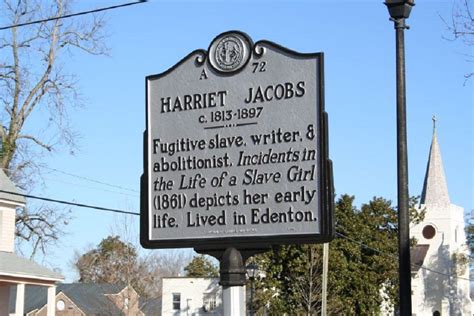 A 72
HARRIET JACOBS
c. 1813-1897
Fugitive slave, writer, &
abolitionist. Incidents in
the Life of a Slave Girl
(1861) depicts her early
life. Lived in Edenton.